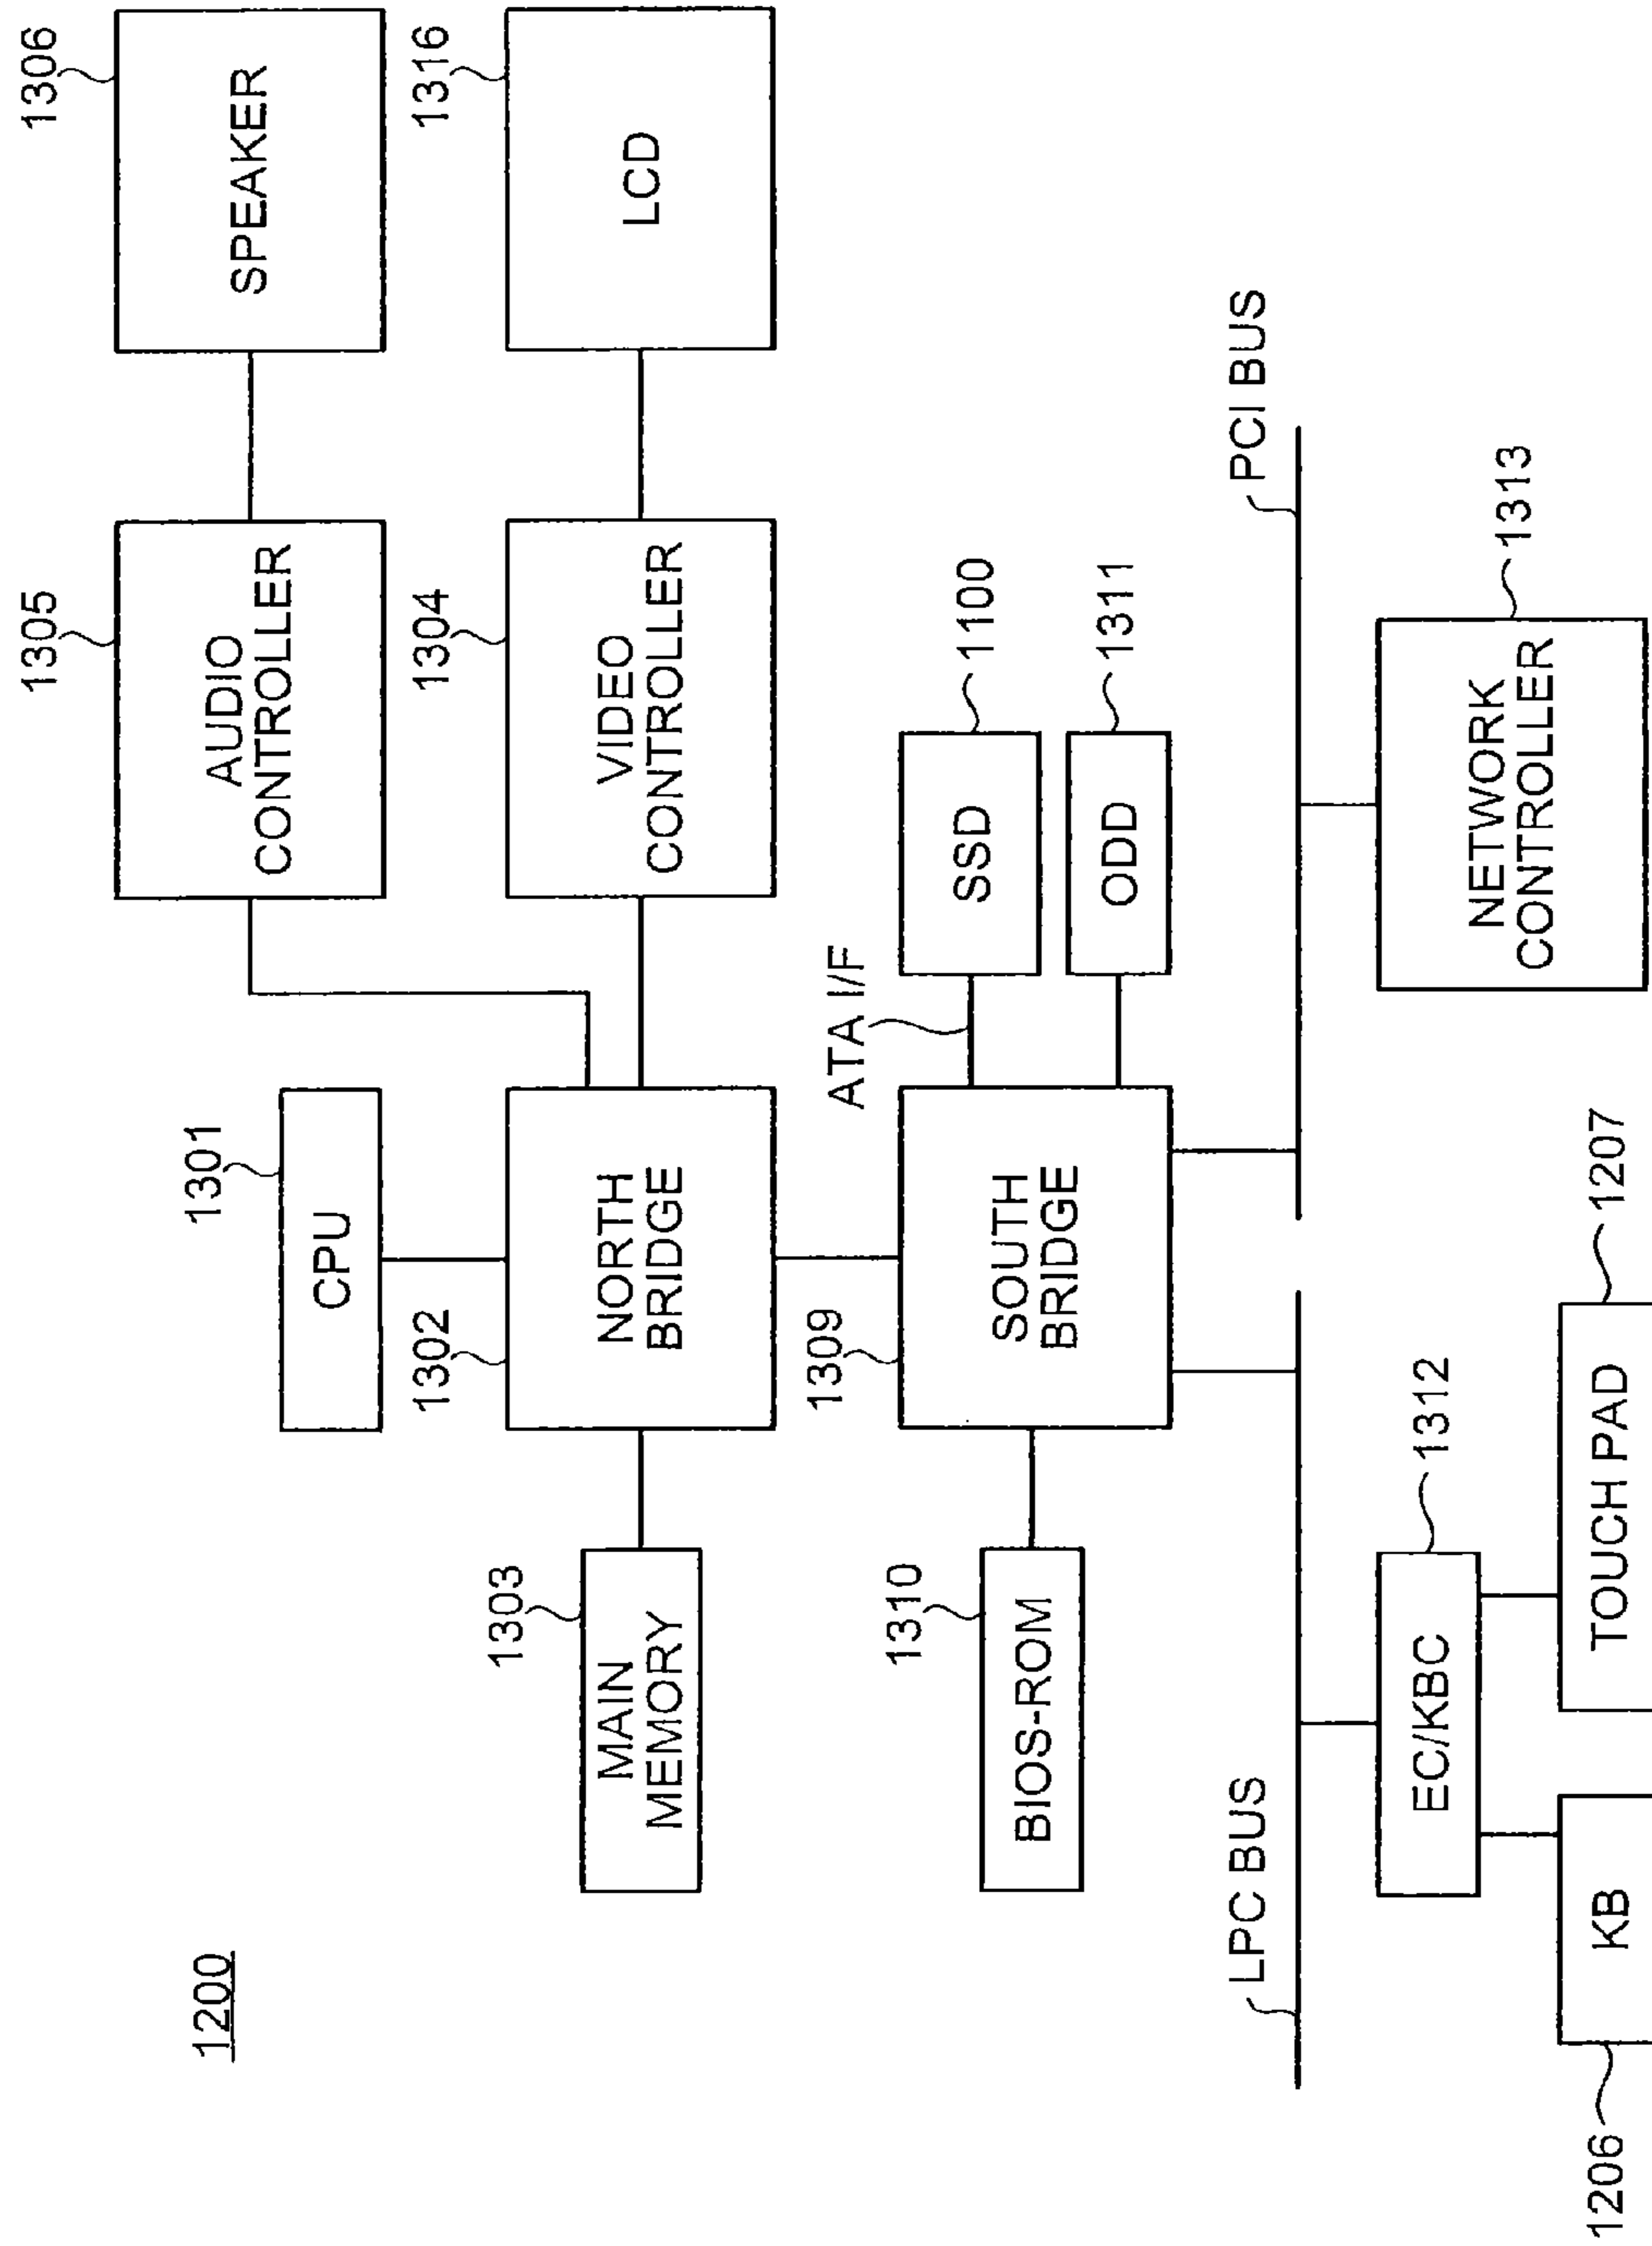 1200
1301
CPU
1305
AUDIO
CONTROLLER
1306
SPEAKER
1302
NORTH
BRIDGE
1303
MAIN
MEMORY
1304
VIDEO
CONTROLLER
1316
LCD
1309
SOUTH
BRIDGE
1310
BIOS-ROM
ATA I/F
SSD
1100
ODD
1311
LPC BUS
PCI BUS
EC/KBC
1312
NETWORK
CONTROLLER
1313
1206
KB
TOUCH PAD
1207